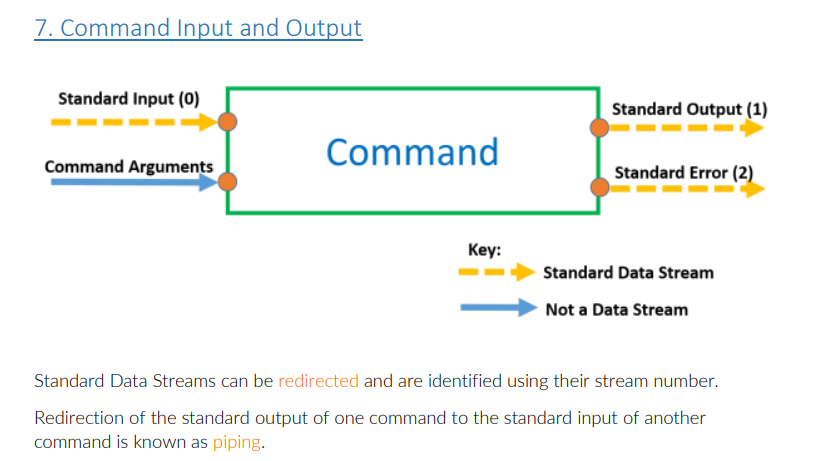 7. Command Input and Output
Standard Input (0)
Standard Output (1)
Command Arguments
Command
Standard Error (2)
Key:
Standard Data Stream
Not a Data Stream
Standard Data Streams can be redirected and are identified using their stream number.
Redirection of the standard output of one command to the standard input of another
command is known as piping.